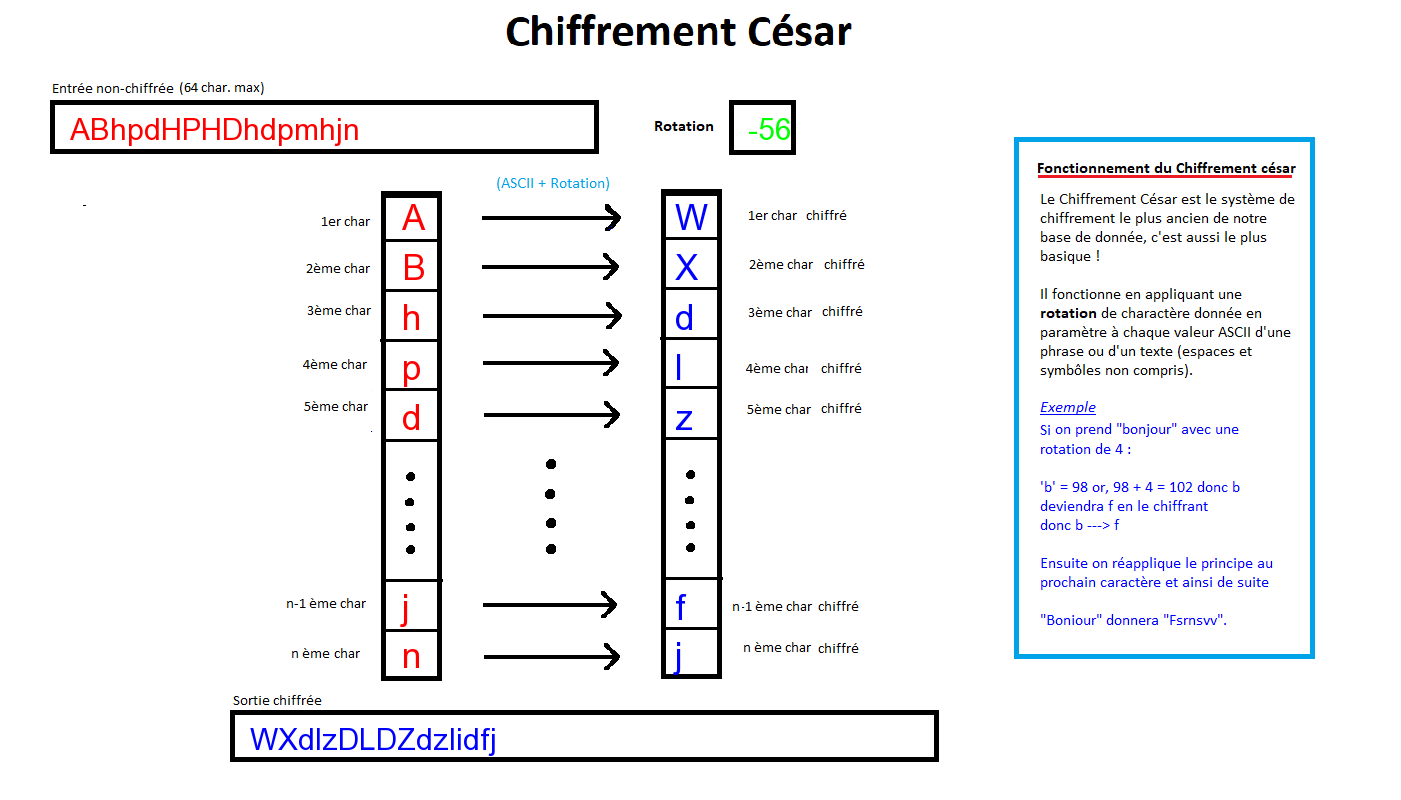 Chiffrement César
Entrée non-chiffrée (64 char. max)
ABhpdHPHDhdpmhjn
Rotation
-56
(ASCII + Rotation)
1er char
A
W
1er char chiffré
2ème char
B
X
2ème char chiffré
3ème char
h
d
3ème char chiffré
4ème char
p
l
4ème char chiffré
5ème char
d
z
5ème char chiffré
n-1 ème char
j
f
n-1 ème char chiffré
n ème char
n
j
n ème char chiffré
Sortie chiffrée
WXdlzDLDZdzlidfj
Fonctionnement du Chiffrement césar
Le Chiffrement César est le système de
chiffrement le plus ancien de notre
base de donnée, c'est aussi le plus
basique !
Il fonctionne en appliquant une
rotation de charactère donnée en
paramètre à chaque valeur ASCII d'une
phrase ou d'un texte (espaces et
symbôles non compris).
Exemple
Si on prend "bonjour" avec une
rotation de 4 :
'b' = 98 or, 98 + 4 = 102 donc b
deviendra f en le chiffrant
donc b ---> f
Ensuite on réapplique le principe au
prochain caractère et ainsi de suite
"Boniour" donnera "Fsrnsvv".